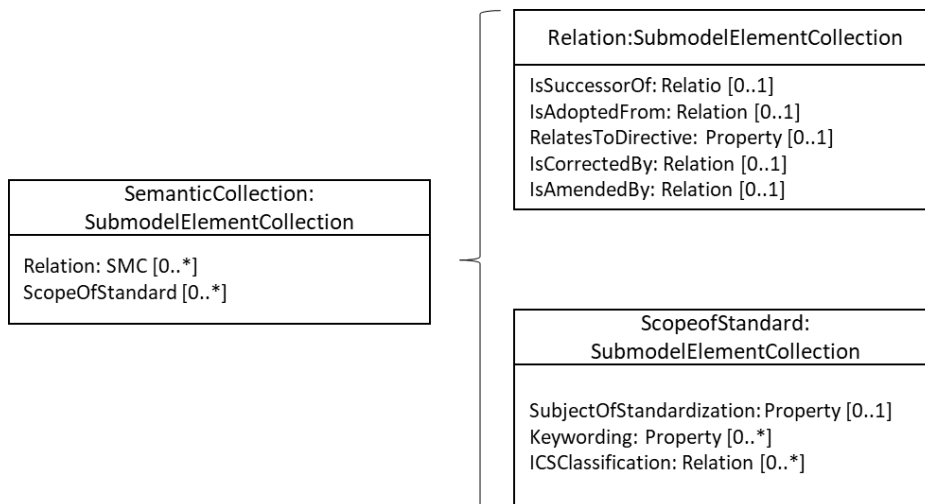 SemanticCollection:
SubmodelElementCollection
Relation: SMC [0..*]
ScopeOfStandard [0..*]
Relation:SubmodelElementCollection
IsSuccessorOf: Relatio [0..1]
IsAdoptedFrom: Relation [0..1]
RelatesToDirective: Property [0..1]
IsCorrectedBy: Relation [0..1]
IsAmendedBy: Relation [0..1]
ScopeofStandard:
SubmodelElementCollection
SubjectOfStandardization: Property [0..1]
Keywording: Property [0..*]
ICSClassification: Relation [0..*]